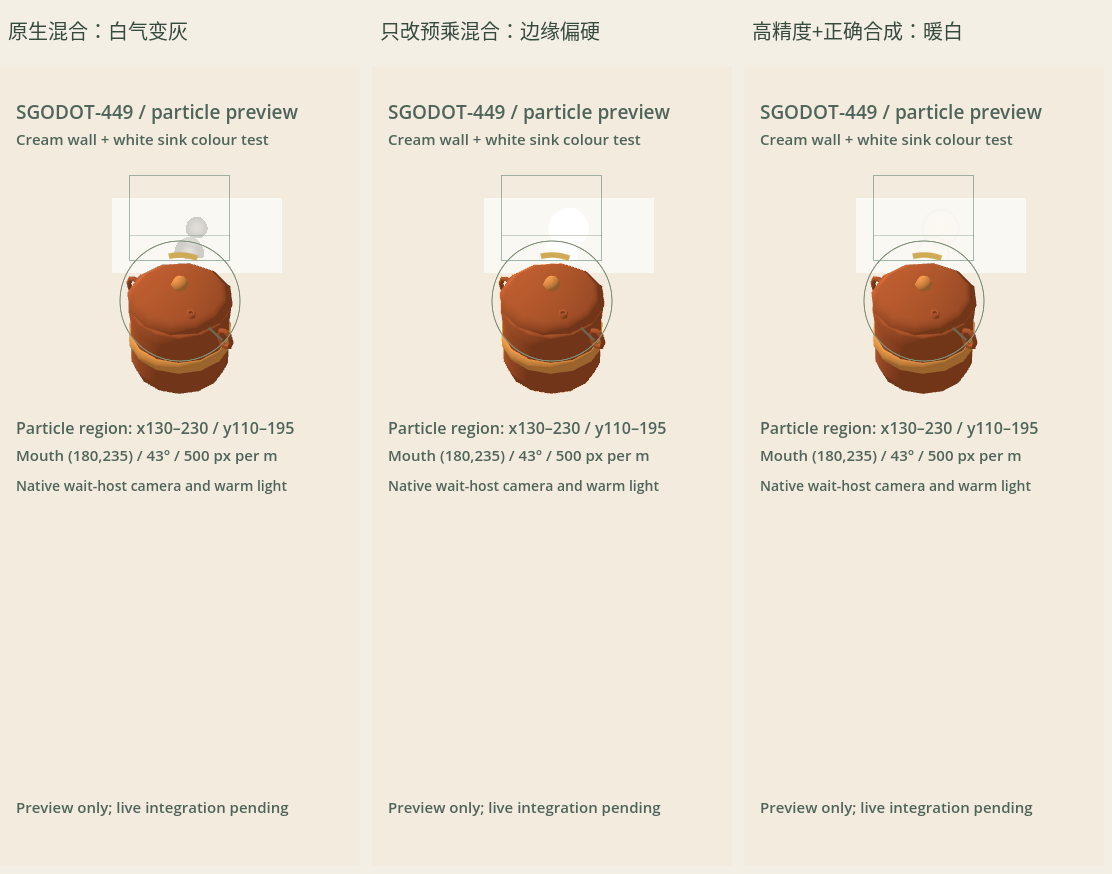 原生混合：白气变灰
只改预乘混合：边缘偏硬
高精度+正确合成：暖白
SGODOT-449 / particle preview
Cream wall + white sink colour test
Particle region: x130–230 / y110–195
Mouth (180,235) / 43° / 500 px per m
Native wait-host camera and warm light
Preview only; live integration pending
SGODOT-449 / particle preview
Cream wall + white sink colour test
Particle region: x130–230 / y110–195
Mouth (180,235) / 43° / 500 px per m
Native wait-host camera and warm light
Preview only; live integration pending
SGODOT-449 / particle preview
Cream wall + white sink colour test
Particle region: x130–230 / y110–195
Mouth (180,235) / 43° / 500 px per m
Native wait-host camera and warm light
Preview only; live integration pending